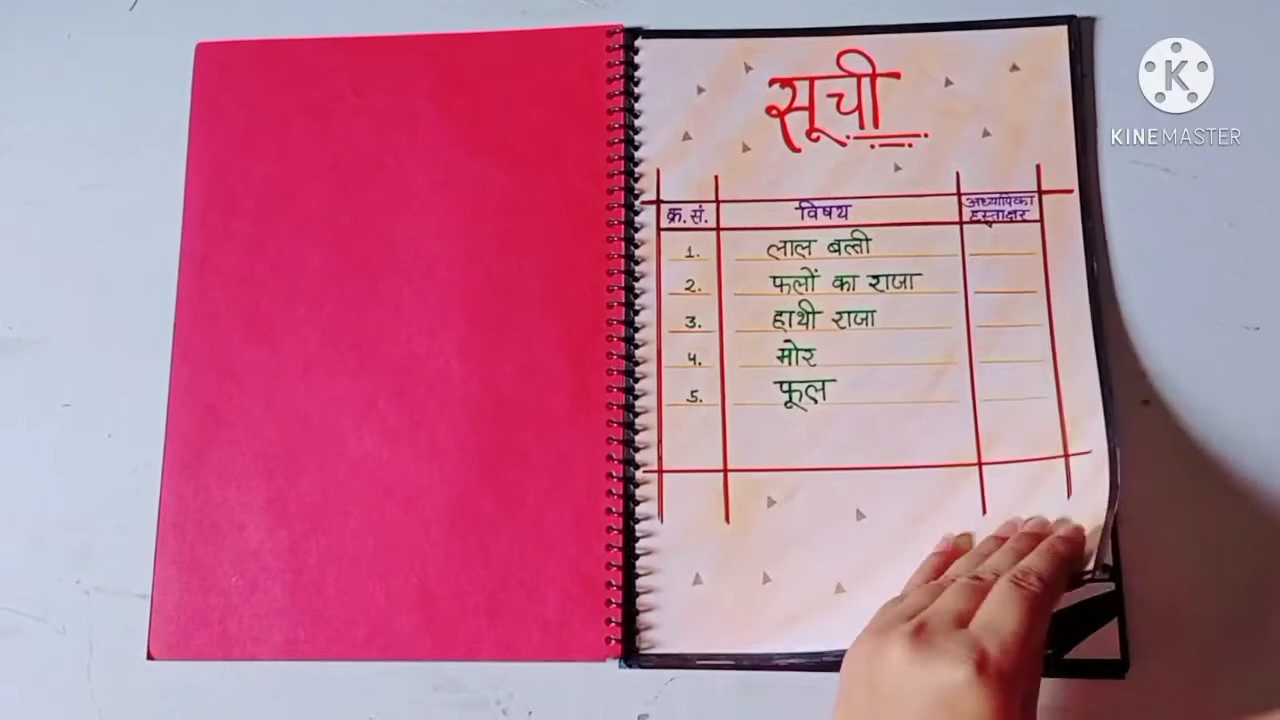 सूची
क्र.सं. विषय अध्यापिका हस्ताक्षर
1. लाल बत्ती
2. फलों का राजा
3. हाथी राजा
4. मोर
5. फूल
KINEMASTER